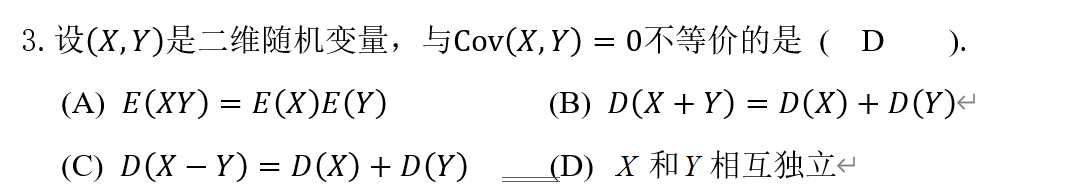 3. 设(X, Y)是二维随机变量，与Cov(X, Y) = 0不等价的是（ D ).
(A) E(XY) = E(X)E(Y) (B) D(X + Y) = D(X) + D(Y)↵
(C) D(X − Y) = D(X) + D(Y) (D) X 和Y 相互独立↵